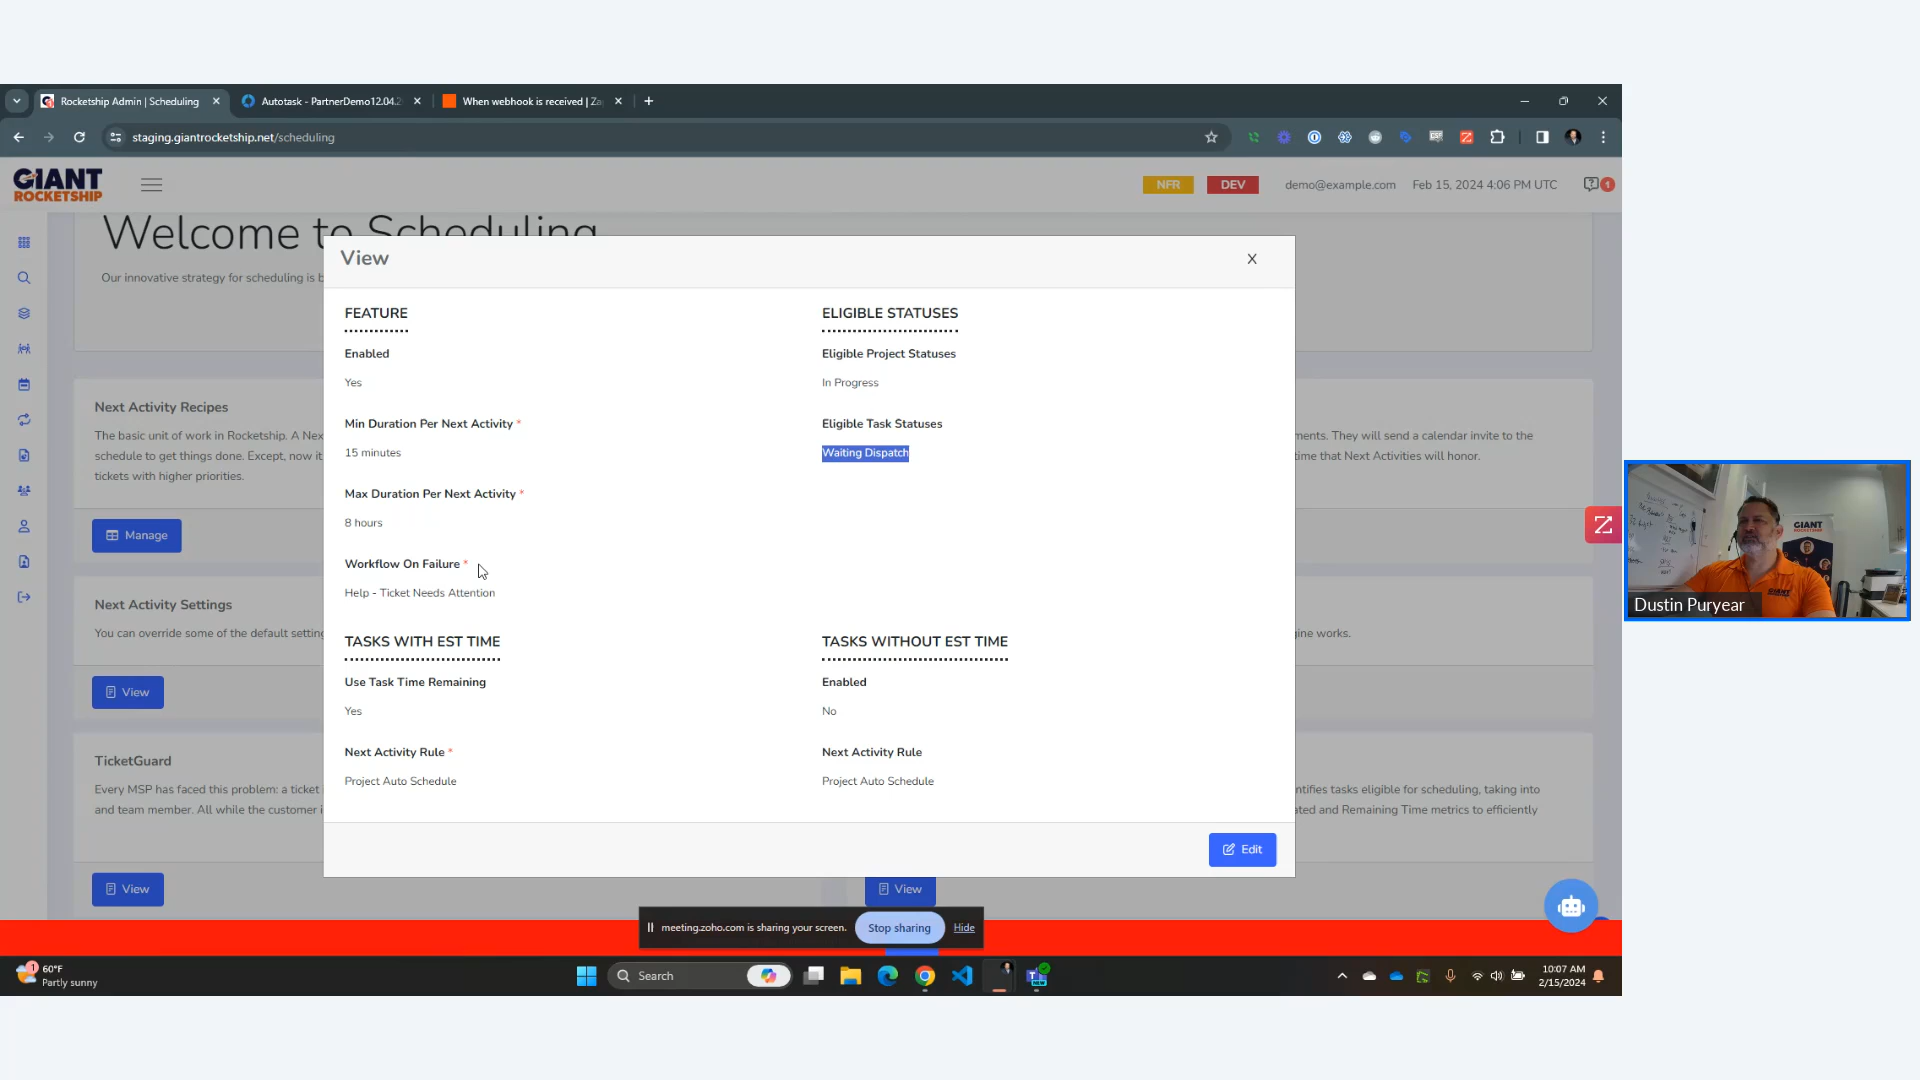 Rocketship Admin | Scheduling
Autotask - PartnerDemo12.04.2
When webhook is received | Za
staging.giantrocketship.net/scheduling
GIANT
ROCKETSHIP
NFR
DEV
demo@example.com
Feb 15, 2024 4:06 PM UTC
1
Welcome to Scheduling
Our innovative strategy for scheduling is b
View
X
FEATURE
ELIGIBLE STATUSES
Enabled
Eligible Project Statuses
Yes
In Progress
Min Duration Per Next Activity *
Eligible Task Statuses
15 minutes
Waiting Dispatch
Max Duration Per Next Activity *
8 hours
Workflow On Failure *
Help - Ticket Needs Attention
TASKS WITH EST TIME
TASKS WITHOUT EST TIME
Use Task Time Remaining
Enabled
Yes
No
Next Activity Rule *
Next Activity Rule
Project Auto Schedule
Project Auto Schedule
Edit
Next Activity Recipes
The basic unit of work in Rocketship. A Nex
schedule to get things done. Except, now it
tickets with higher priorities.
Manage
ments. They will send a calendar invite to the
time that Next Activities will honor.
Next Activity Settings
You can override some of the default settin
gine works.
View
TicketGuard
Every MSP has faced this problem: a ticket
and team member. All while the customer i
ntifies tasks eligible for scheduling, taking into
ated and Remaining Time metrics to efficiently
View
View
meeting.zoho.com is sharing your screen.
Stop sharing
Hide
GIANT
ROCKETSHIP
Dustin Puryear
1
60°F
Partly sunny
Search
10:07 AM
2/15/2024